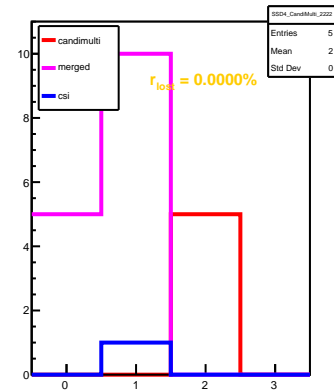 SSD4_CandiMulti_2222
Entries 5
Mean 2
Std Dev 0
candimulti
merged
csi
r_lost = 0.0000%
10
8
6
4
2
0
0 1 2 3